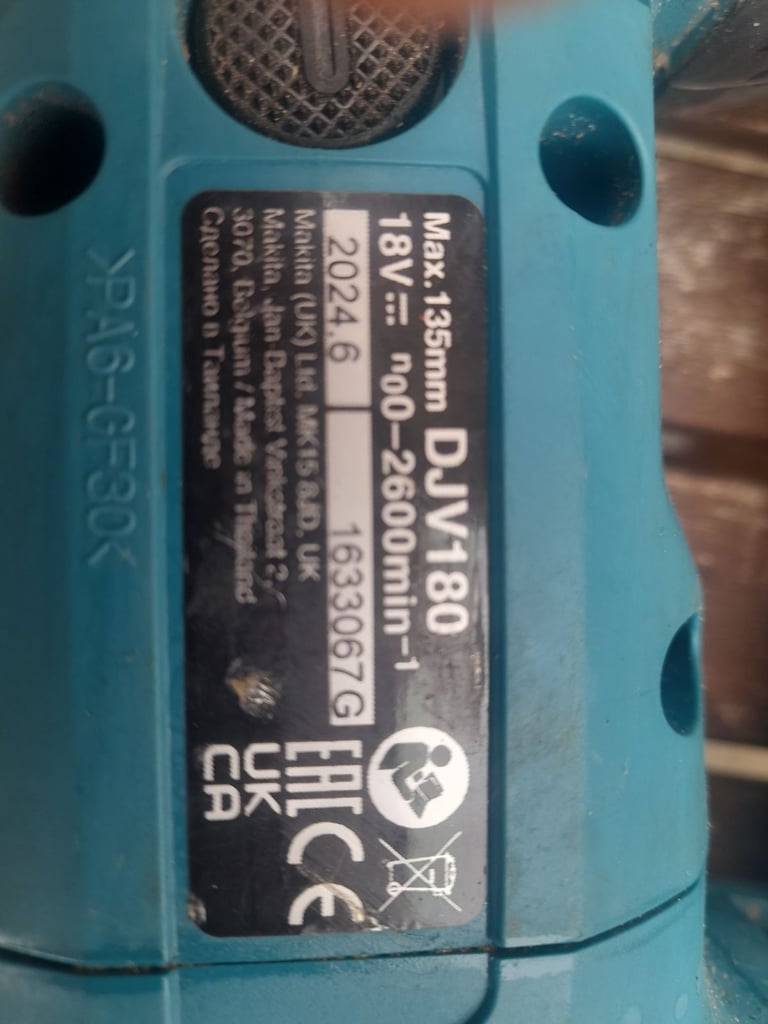 Max.135mm DJV180
18V⎓ n₀0–2600min⁻¹
2024.6 1633067G
Makita (UK) Ltd. MK15 8JD, UK
Makita, Jan-Baptist Vinkstraat 2,
3070, Belgium / Made in Thailand
Сделано в Таиланде
EAC CE
UK
CA
>PA6-GF30<